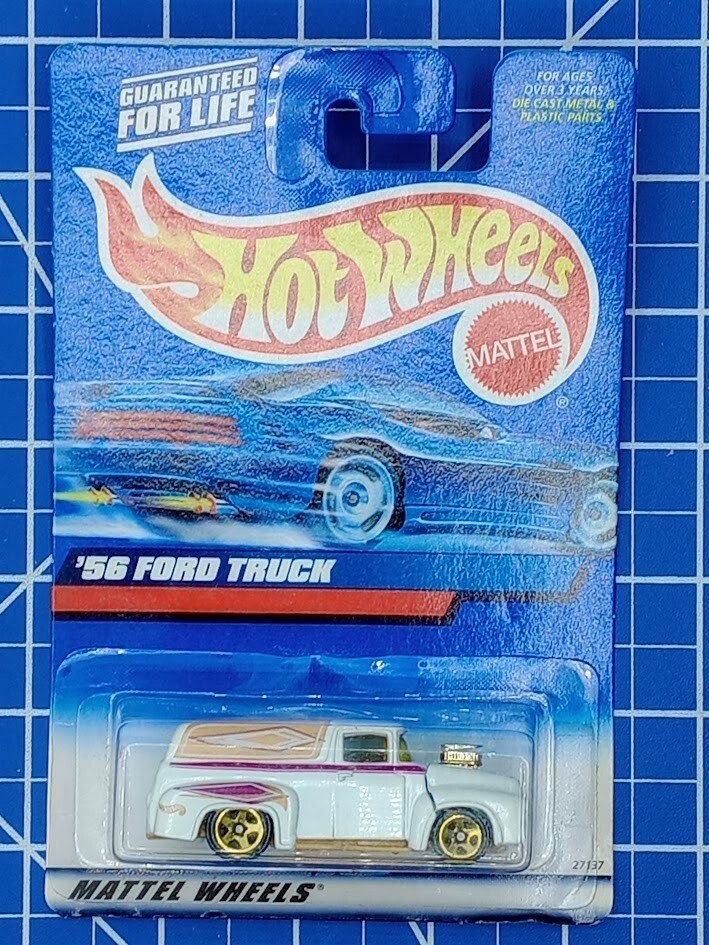 GUARANTEED
FOR LIFE
FOR AGES
OVER 3 YEARS
DIE CAST METAL &
PLASTIC PARTS
HOT WHEELS
MATTEL
®
'56 FORD TRUCK
27137
MATTEL WHEELS®